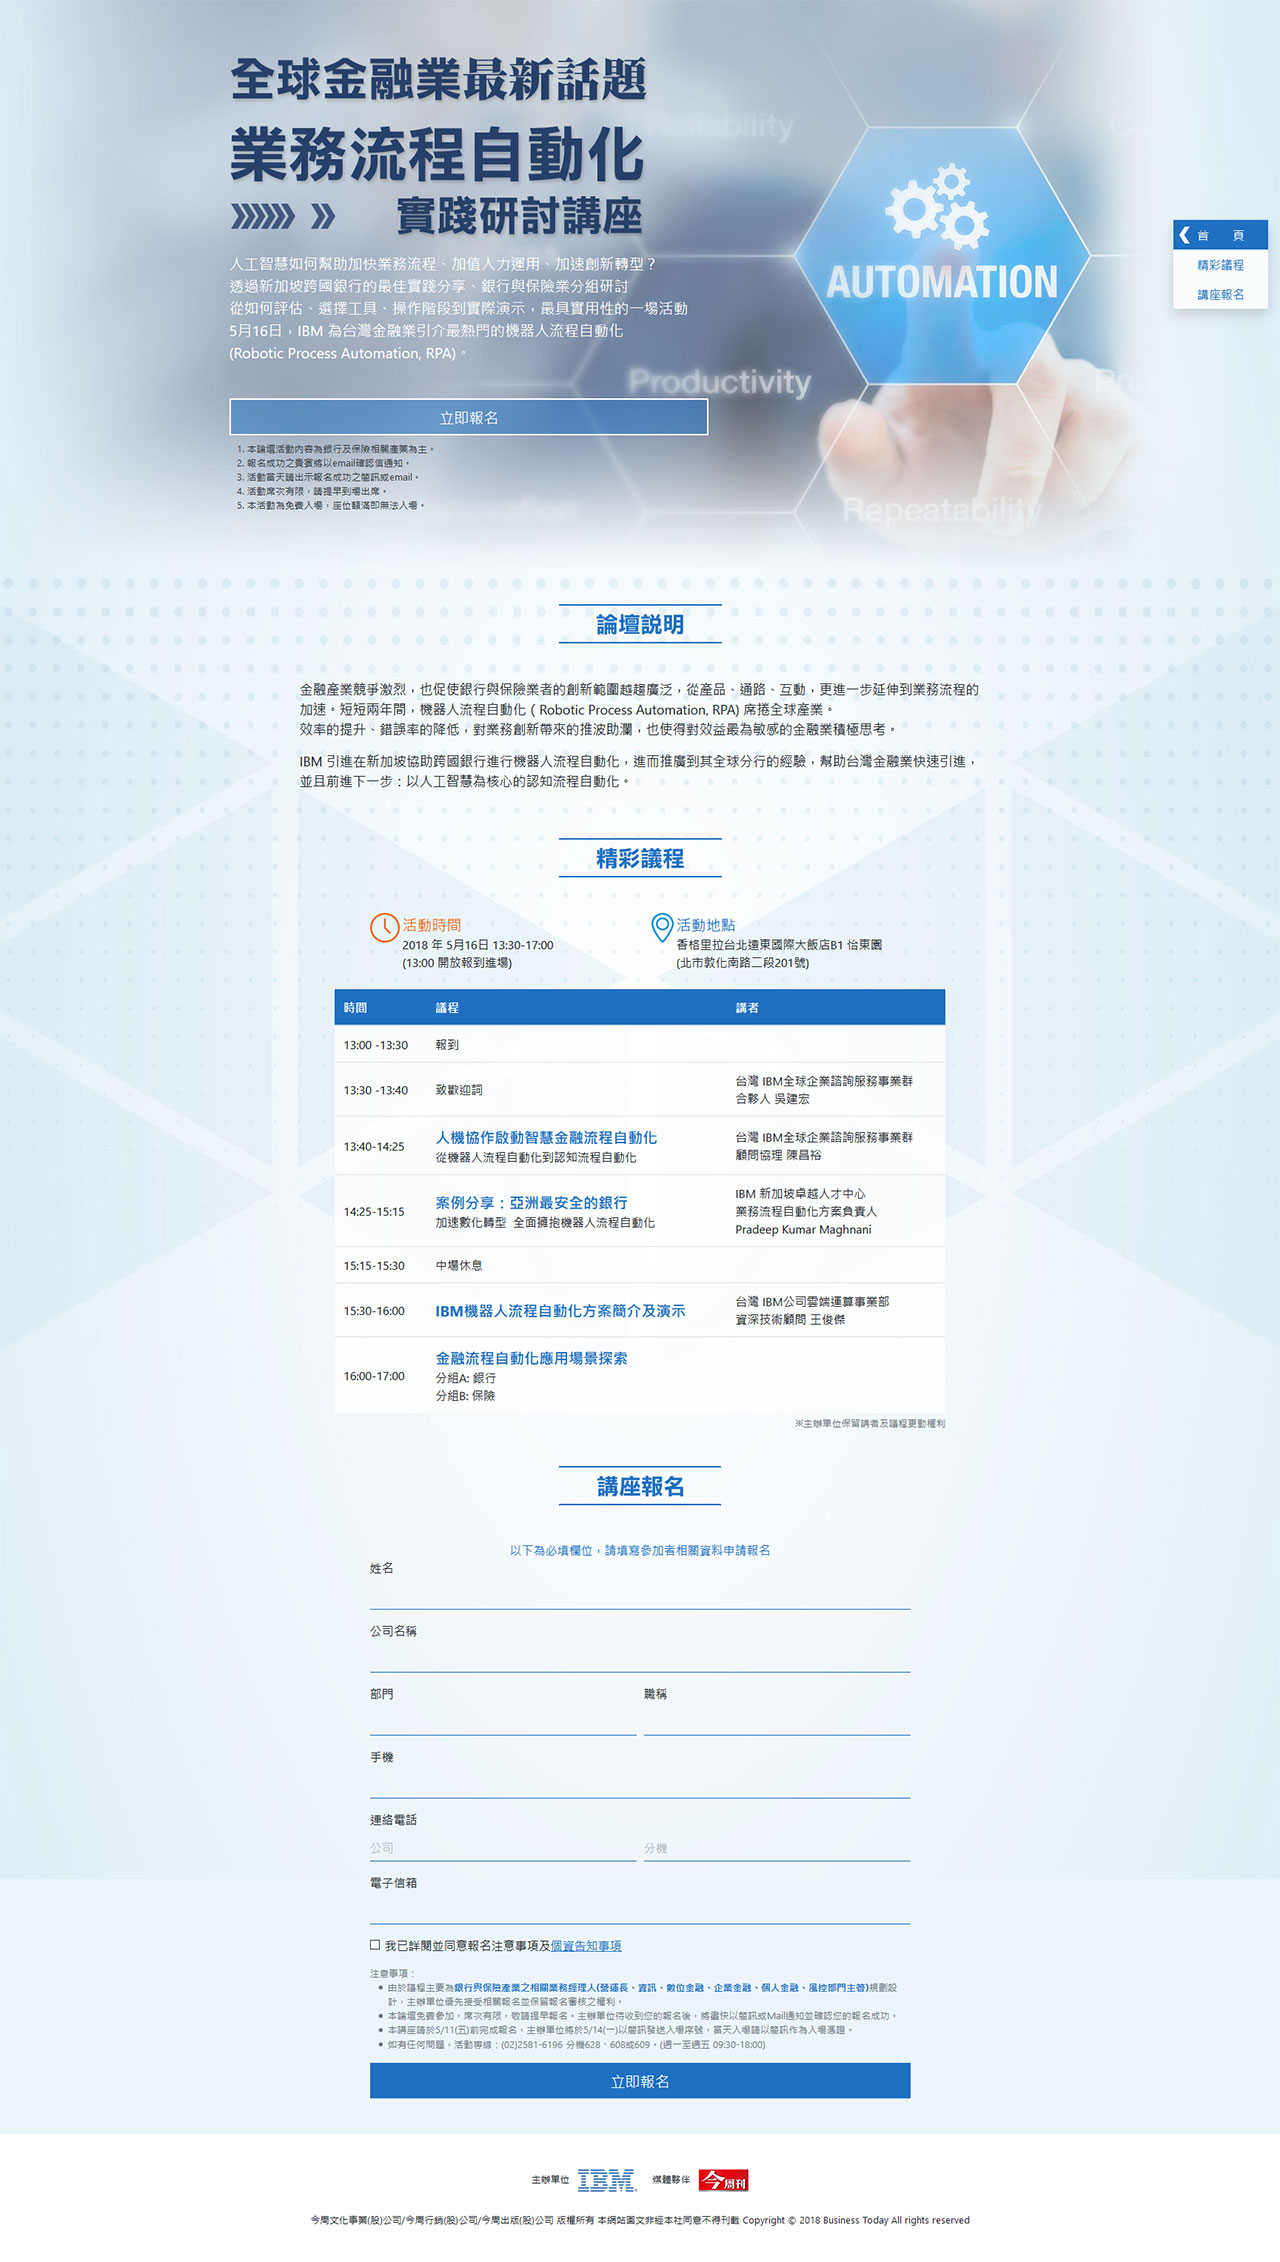 全球金融業最新話題
業務流程自動化
實踐研討講座
人工智慧如何幫助加快業務流程、加值人力運用、加速創新轉型？
透過新加坡跨國銀行的最佳實踐分享、銀行與保險業分組研討
從如何評估、選擇工具、操作階段到實際演示，最具實用性的一場活動
5月16日，IBM 為台灣金融業引介最熱門的機器人流程自動化
(Robotic Process Automation, RPA)。
立即報名
1. 本論壇活動內容為銀行及保險相關產業為主。
2. 報名成功之貴賓將以email確認信通知。
3. 活動當天請出示報名成功之簡訊或email。
4. 活動席次有限，請提早到場出席。
5. 本活動為免費入場，座位額滿即無法入場。
Reliability
AUTOMATION
Productivity
Repeatability
首 頁
精彩議程
講座報名
論壇説明
金融產業競爭激烈，也促使銀行與保險業者的創新範圍越趨廣泛，從產品、通路、互動，更進一步延伸到業務流程的
加速。短短兩年間，機器人流程自動化 ( Robotic Process Automation, RPA) 席捲全球產業。
效率的提升、錯誤率的降低，對業務創新帶來的推波助瀾，也使得對效益最為敏感的金融業積極思考。
IBM 引進在新加坡協助跨國銀行進行機器人流程自動化，進而推廣到其全球分行的經驗，幫助台灣金融業快速引進，
並且前進下一步：以人工智慧為核心的認知流程自動化。
精彩議程
活動時間
2018 年 5月16日 13:30-17:00
(13:00 開放報到進場)
活動地點
香格里拉台北遠東國際大飯店B1 怡東園
(北市敦化南路二段201號)
時間 議程 講者
13:00 -13:30 報到
13:30 -13:40 致歡迎詞 台灣 IBM全球企業諮詢服務事業群
合夥人 吳建宏
13:40-14:25 人機協作啟動智慧金融流程自動化
從機器人流程自動化到認知流程自動化
台灣 IBM全球企業諮詢服務事業群
顧問協理 陳昌裕
14:25-15:15 案例分享：亞洲最安全的銀行
加速數化轉型 全面擁抱機器人流程自動化
IBM 新加坡卓越人才中心
業務流程自動化方案負責人
Pradeep Kumar Maghnani
15:15-15:30 中場休息
15:30-16:00 IBM機器人流程自動化方案簡介及演示 台灣 IBM公司雲端運算事業部
資深技術顧問 王俊傑
16:00-17:00 金融流程自動化應用場景探索
分組A: 銀行
分組B: 保險
※主辦單位保留講者及議程更動權利
講座報名
以下為必填欄位，請填寫參加者相關資料申請報名
姓名
公司名稱
部門 職稱
手機
連絡電話
公司 分機
電子信箱
我已詳閱並同意報名注意事項及個資告知事項
注意事項：
● 由於議程主要為銀行與保險產業之相關業務經理人(營運長、資訊、數位金融、企業金融、個人金融、風控部門主管)規劃設
計，主辦單位優先接受相關報名並保留報名審核之權利。
● 本論壇免費參加，席次有限，敬請提早報名。主辦單位待收到您的報名後，將盡快以簡訊或Mail通知並確認您的報名成功。
● 本講座請於5/11(五)前完成報名，主辦單位將於5/14(一)以簡訊發送入場序號，當天入場請以簡訊作為入場憑證。
● 如有任何問題，活動專線：(02)2581-6196 分機628、608或609。(週一至週五 09:30-18:00)
立即報名
主辦單位 IBM 媒體夥伴 今周刊
今周文化事業(股)公司/今周行銷(股)公司/今周出版(股)公司 版權所有 本網站圖文非經本社同意不得刊載 Copyright © 2018 Business Today All rights reserved